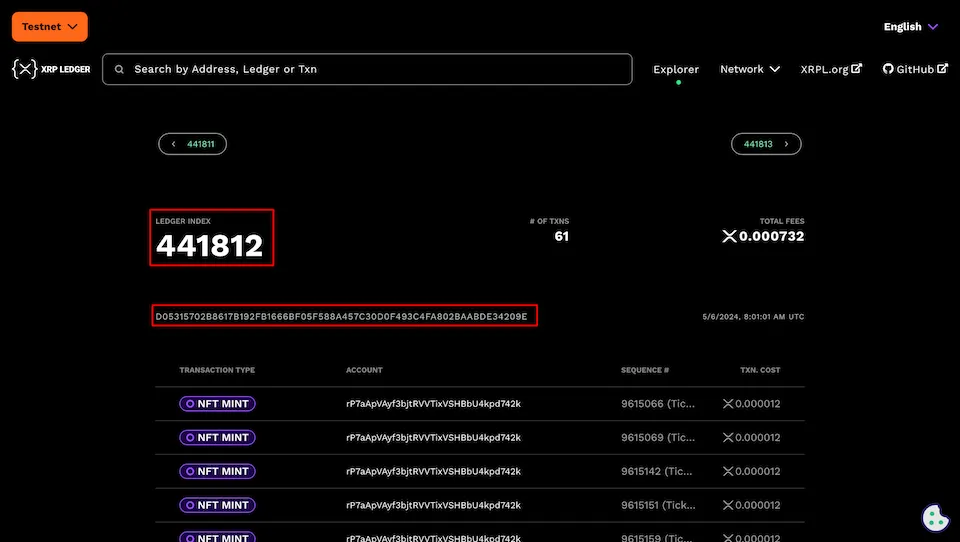 Testnet
English
XRP LEDGER
Search by Address, Ledger or Txn
Explorer
Network
XRPL.org
GitHub
441811
441813
LEDGER INDEX
# OF TXNS
TOTAL FEES
441812
61
0.000732
D05315702B8617B192FB1666BF05F588A457C30D0F493C4FA802BAABDE34209E
5/6/2024, 8:01:01 AM UTC
TRANSACTION TYPE
ACCOUNT
SEQUENCE #
TXN. COST
NFT MINT
rP7aApVAyf3bjtRVVTixVSHBbU4kpd742k
9615066 (Tic...
0.000012
NFT MINT
rP7aApVAyf3bjtRVVTixVSHBbU4kpd742k
9615069 (Tic...
0.000012
NFT MINT
rP7aApVAyf3bjtRVVTixVSHBbU4kpd742k
9615142 (Tic...
0.000012
NFT MINT
rP7aApVAyf3bjtRVVTixVSHBbU4kpd742k
9615151 (Tick...
0.000012
NFT MINT
rP7aApVAyf3bjtRVVTixVSHBbU4kpd742k
9615159 (Tic...
0.000012